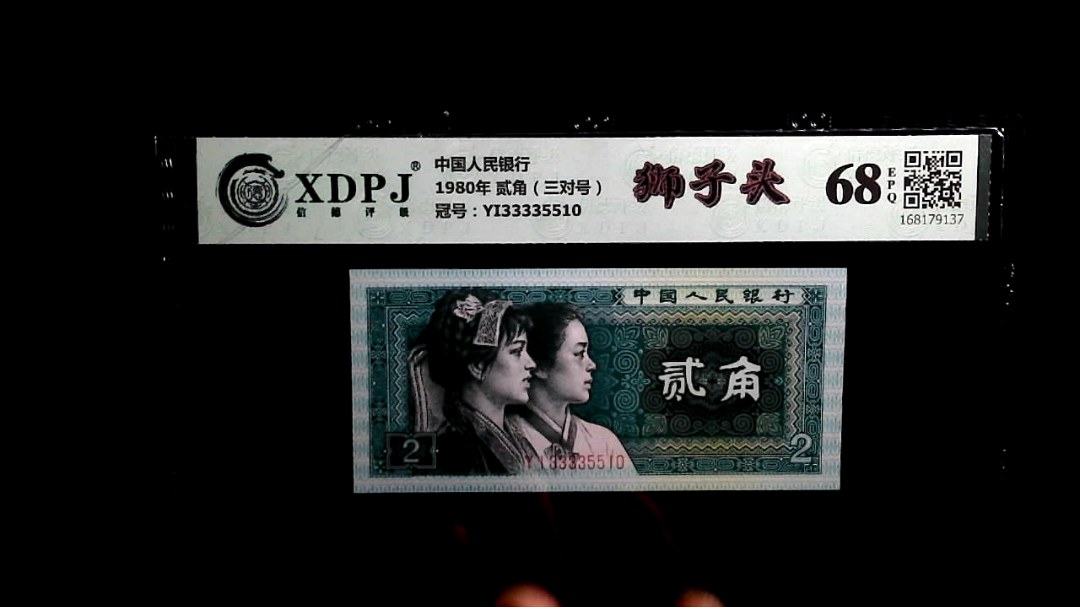 XDPJ®
信德评级
中国人民银行
1980年 贰角（三对号）
冠号：YI33335510
狮子头
68
EPQ
168179137
中国人民银行
贰角
2
2
YI33335510